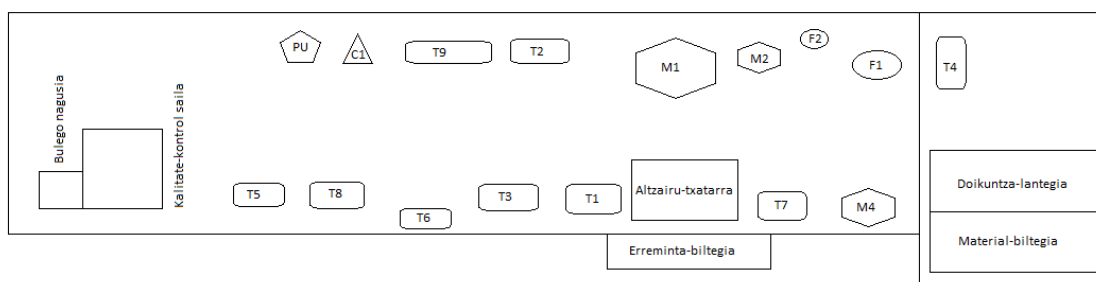 PU
C1
T9
T2
M1
M2
F2
F1
T4
Bulego nagusia
Kalitate-kontrol saila
T5
T8
T6
T3
T1
Altzairu-txatarra
T7
M4
Doikuntza-lantegia
Material-biltegia
Erreminta-biltegia